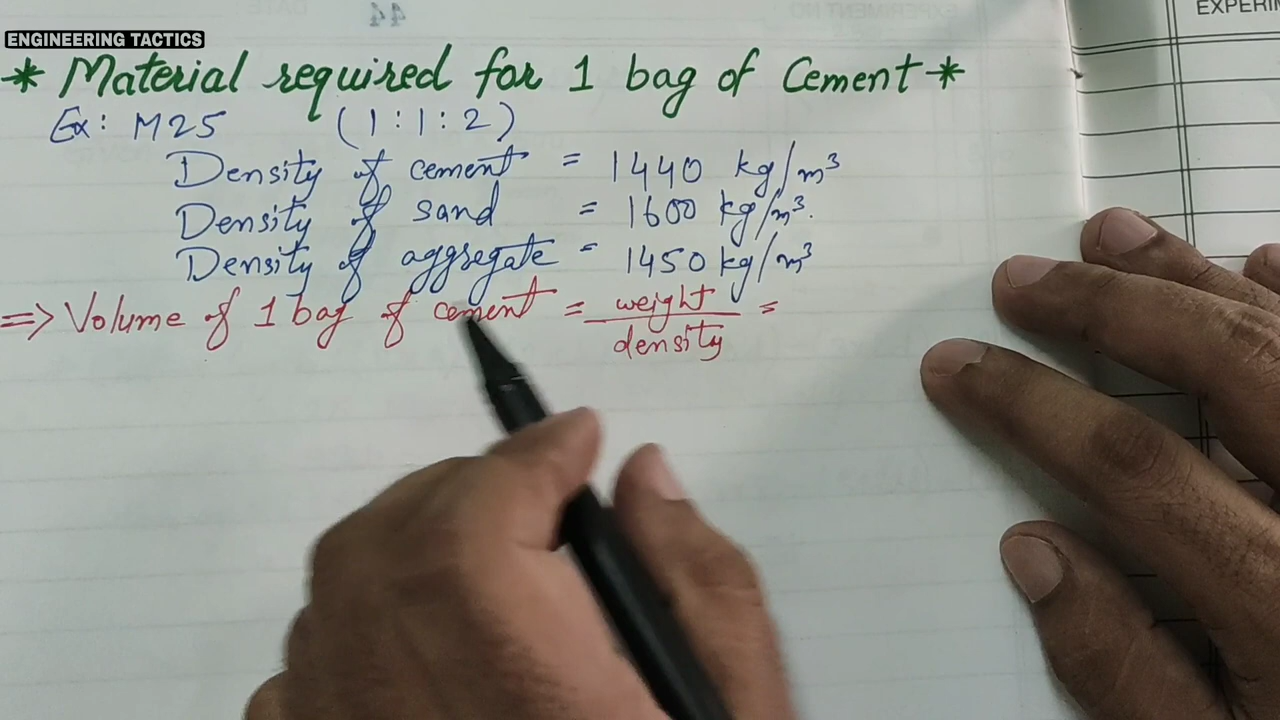 44
ENGINEERING TACTICS
EXPERIM
* Material required for 1 bag of Cement *
Ex: M25 (1:1:2)
Density of cement = 1440 kg/m³
Density of sand = 1600 kg/m³.
Density of aggregate = 1450 kg/m³
=> Volume of 1 bag of cement = weight/density =